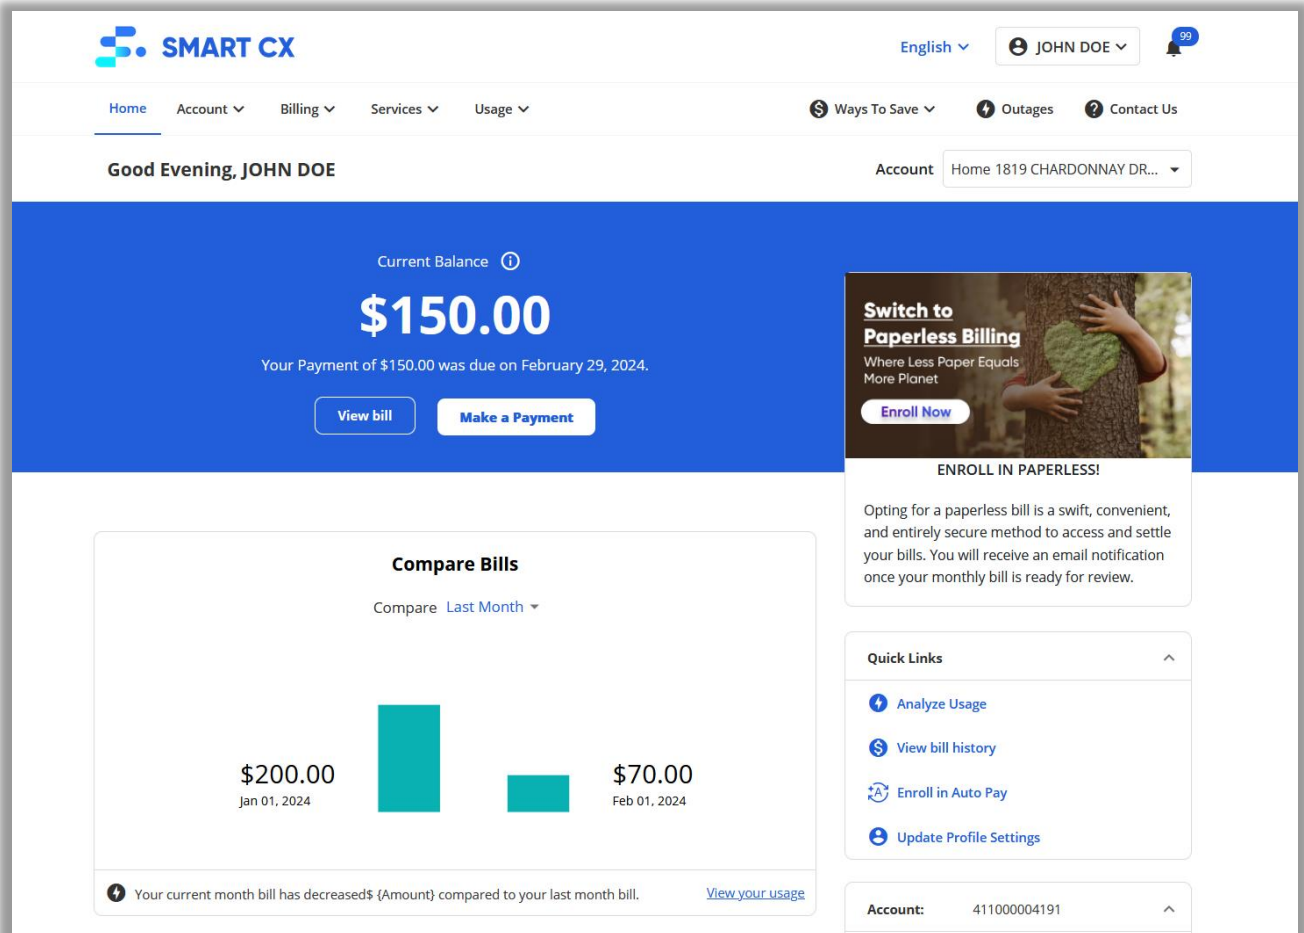 SMART CX
English
JOHN DOE
99
Home
Account
Billing
Services
Usage
Ways To Save
Outages
Contact Us
Good Evening, JOHN DOE
Account
Home 1819 CHARDONNAY DR...
Current Balance
$150.00
Your Payment of $150.00 was due on February 29, 2024.
View bill
Make a Payment
Switch to
Paperless Billing
Where Less Paper Equals
More Planet
Enroll Now
ENROLL IN PAPERLESS!
Opting for a paperless bill is a swift, convenient,
and entirely secure method to access and settle
your bills. You will receive an email notification
once your monthly bill is ready for review.
Compare Bills
Compare Last Month
$200.00
Jan 01, 2024
$70.00
Feb 01, 2024
Your current month bill has decreased$ {Amount} compared to your last month bill.
View your usage
Quick Links
Analyze Usage
View bill history
Enroll in Auto Pay
Update Profile Settings
Account: 411000004191